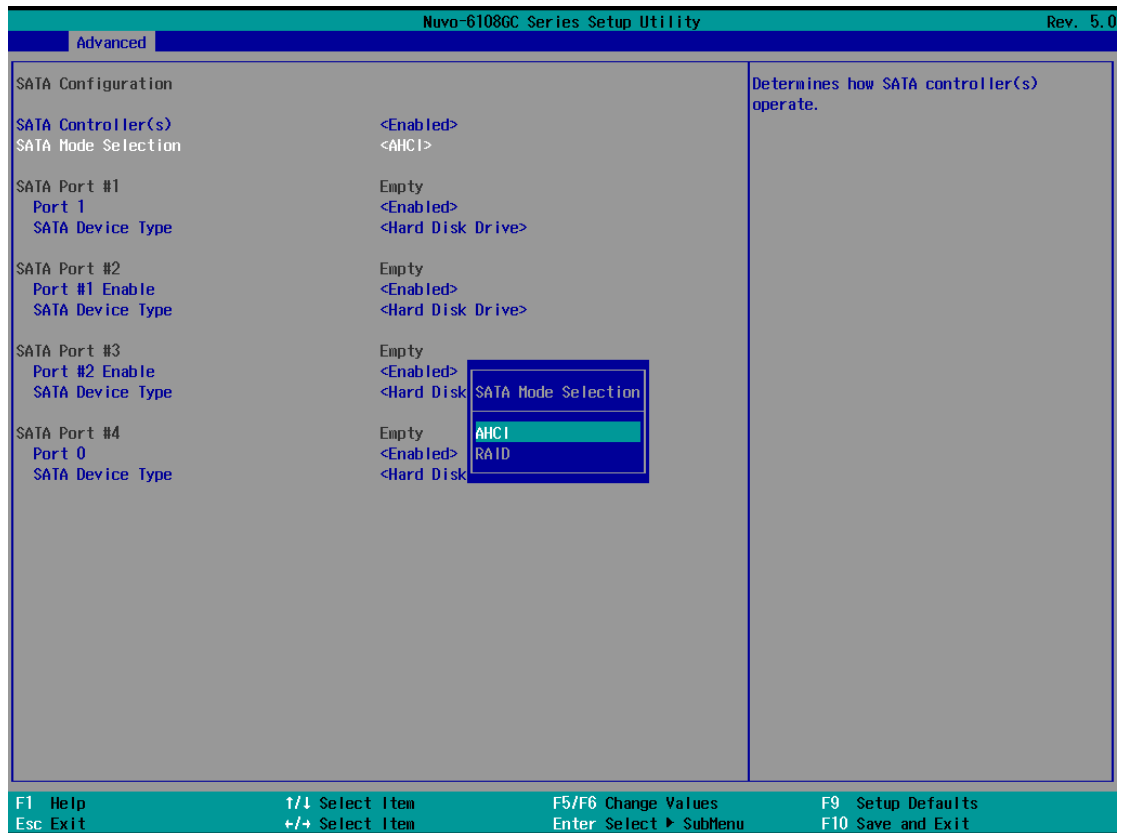 Nuvo-6108GC Series Setup Utility Rev. 5.0
Advanced
SATA Configuration
SATA Controller(s) <Enabled>
SATA Mode Selection <AHCI>
SATA Port #1 Empty
Port 1 <Enabled>
SATA Device Type <Hard Disk Drive>
SATA Port #2 Empty
Port #1 Enable <Enabled>
SATA Device Type <Hard Disk Drive>
SATA Port #3 Empty
Port #2 Enable <Enabled>
SATA Device Type <Hard Disk
SATA Port #4 Empty
Port 0 <Enabled>
SATA Device Type <Hard Disk
SATA Mode Selection
AHCI
RAID
Determines how SATA controller(s)
operate.
F1 Help ↑/↓ Select Item F5/F6 Change Values F9 Setup Defaults
Esc Exit ←/→ Select Item Enter Select ▶ SubMenu F10 Save and Exit